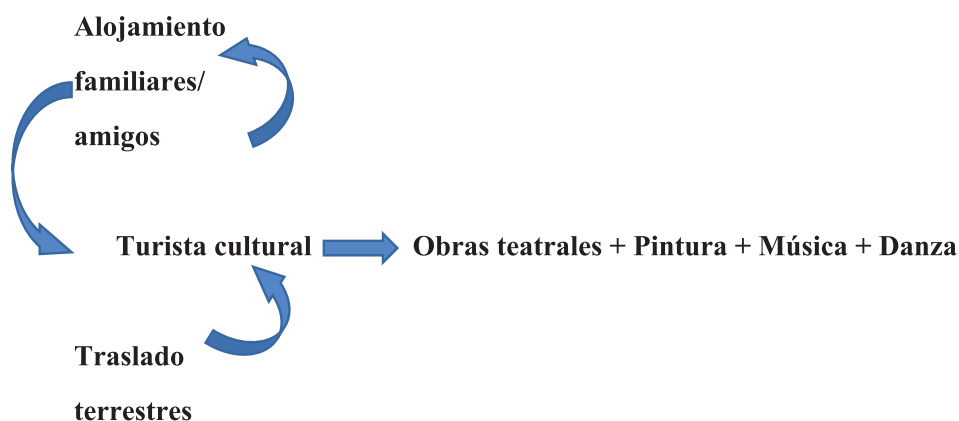 Alojamiento
familiares/
amigos
Turista cultural
Obras teatrales + Pintura + Música + Danza
Traslado
terrestres